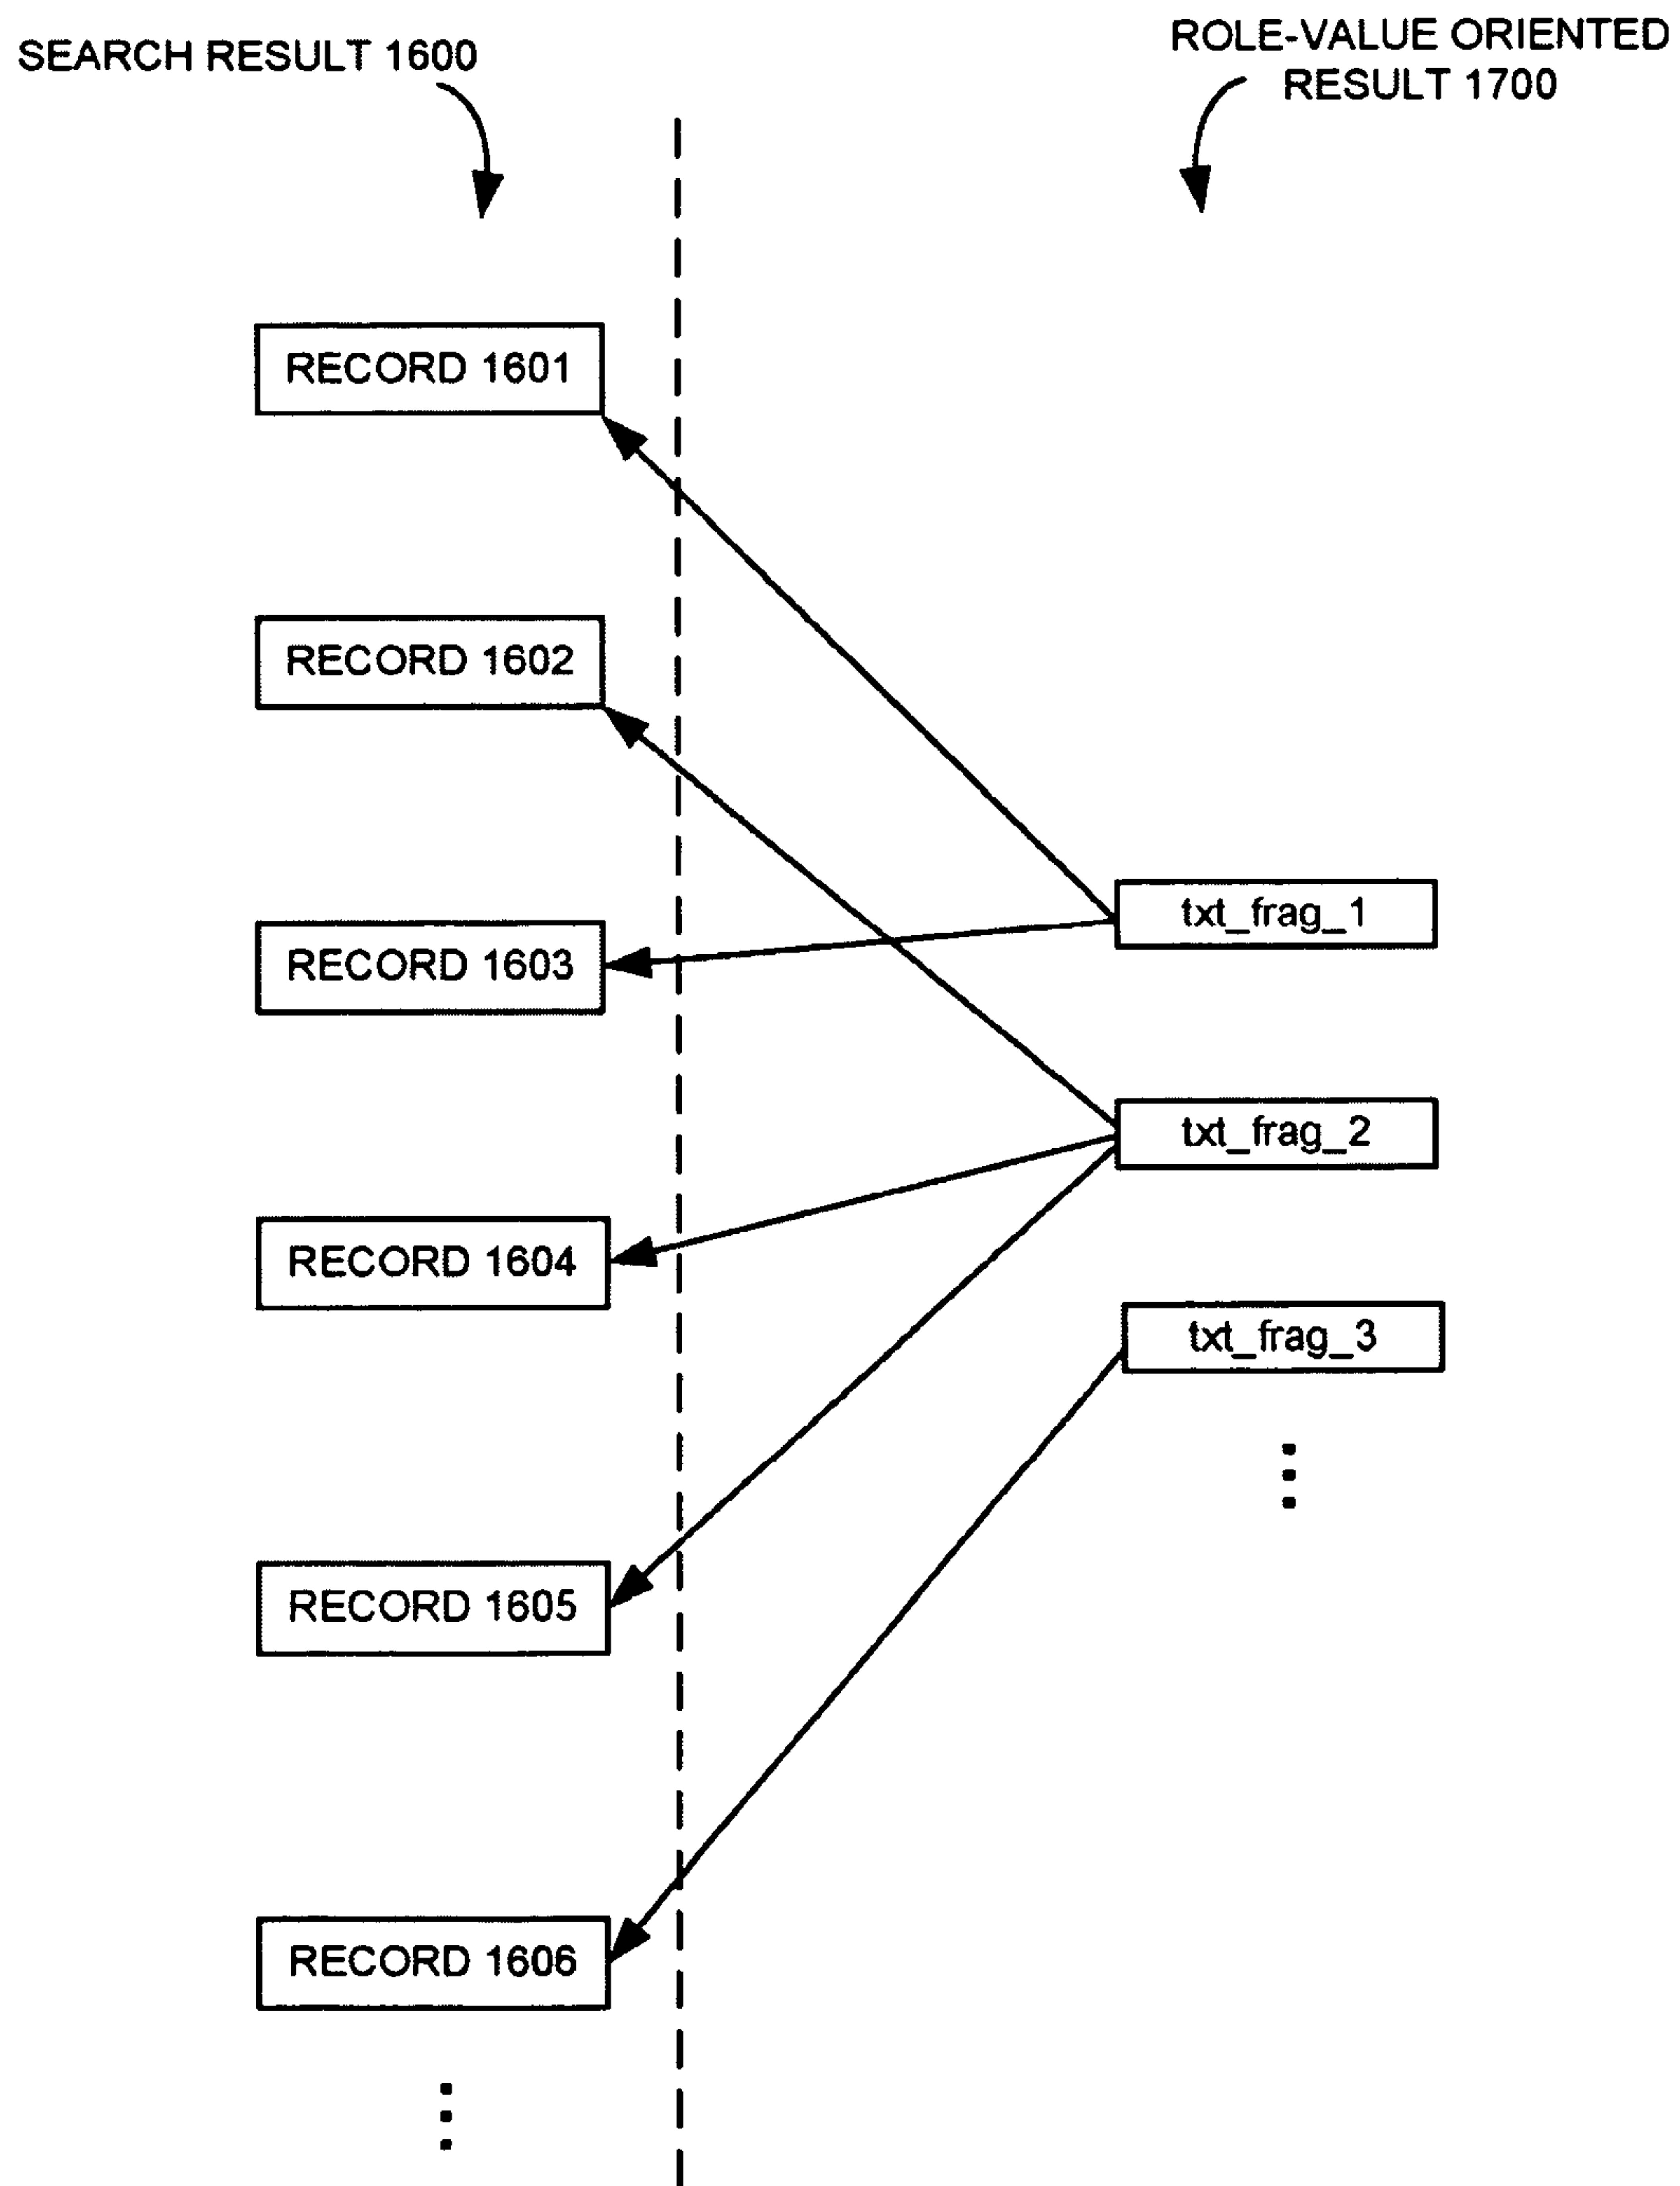 SEARCH RESULT 1600
ROLE-VALUE ORIENTED
RESULT 1700
RECORD 1601
RECORD 1602
RECORD 1603
RECORD 1604
RECORD 1605
RECORD 1606
txt_frag_1
txt_frag_2
txt_frag_3